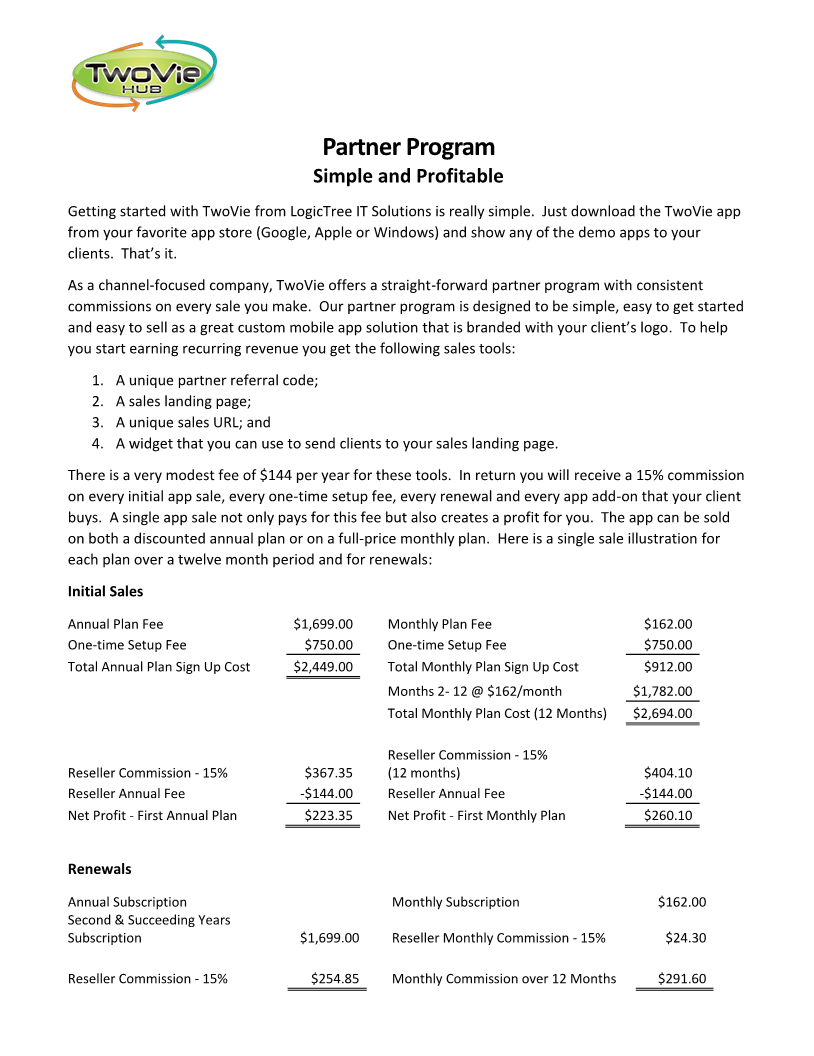 TwoVie
HUB
Partner Program
Simple and Profitable
Getting started with TwoVie from LogicTree IT Solutions is really simple.  Just download the TwoVie app
from your favorite app store (Google, Apple or Windows) and show any of the demo apps to your
clients.  That’s it.
As a channel-focused company, TwoVie offers a straight-forward partner program with consistent
commissions on every sale you make.  Our partner program is designed to be simple, easy to get started
and easy to sell as a great custom mobile app solution that is branded with your client’s logo.  To help
you start earning recurring revenue you get the following sales tools:
1. A unique partner referral code;
2. A sales landing page;
3. A unique sales URL; and
4. A widget that you can use to send clients to your sales landing page.
There is a very modest fee of $144 per year for these tools.  In return you will receive a 15% commission
on every initial app sale, every one-time setup fee, every renewal and every app add-on that your client
buys.  A single app sale not only pays for this fee but also creates a profit for you.  The app can be sold
on both a discounted annual plan or on a full-price monthly plan.  Here is a single sale illustration for
each plan over a twelve month period and for renewals:
Initial Sales
Annual Plan Fee $1,699.00 Monthly Plan Fee $162.00
One-time Setup Fee $750.00 One-time Setup Fee $750.00
Total Annual Plan Sign Up Cost $2,449.00 Total Monthly Plan Sign Up Cost $912.00
Months 2- 12 @ $162/month $1,782.00
Total Monthly Plan Cost (12 Months) $2,694.00
Reseller Commission - 15%
Reseller Commission - 15% $367.35 (12 months) $404.10
Reseller Annual Fee -$144.00 Reseller Annual Fee -$144.00
Net Profit - First Annual Plan $223.35 Net Profit - First Monthly Plan $260.10
Renewals
Annual Subscription Monthly Subscription $162.00
Second & Succeeding Years
Subscription $1,699.00 Reseller Monthly Commission - 15% $24.30
Reseller Commission - 15% $254.85 Monthly Commission over 12 Months $291.60